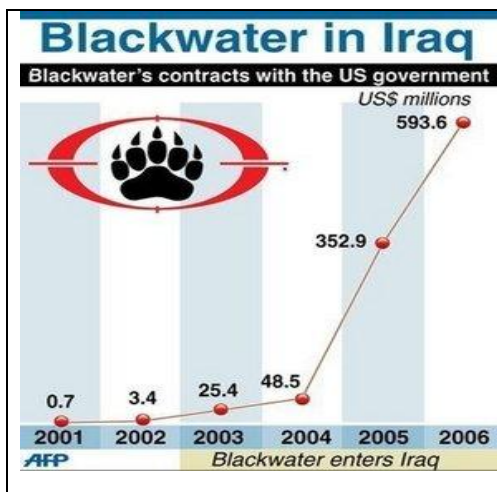 Blackwater in Iraq
Blackwater's contracts with the US government
US$ millions
593.6
352.9
48.5
25.4
3.4
0.7
2001 2002 2003 2004 2005 2006
AFP Blackwater enters Iraq